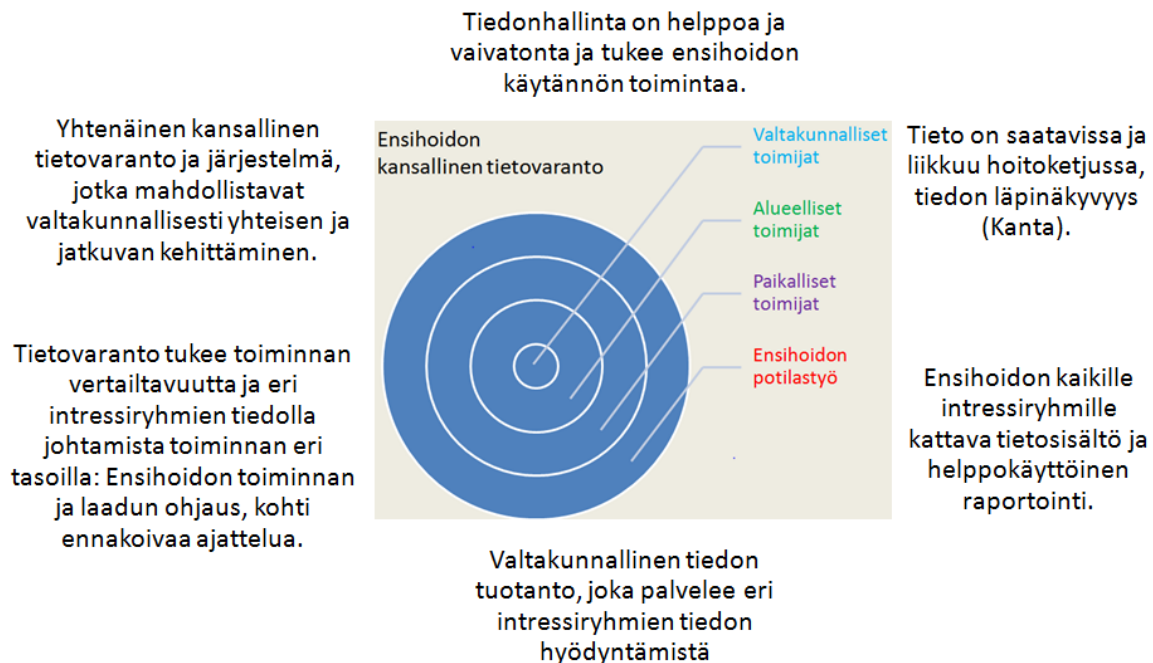 Tiedonhallinta on helppoa ja
vaivatonta ja tukee ensihoidon
käytännön toimintaa.
Yhtenäinen kansallinen
tietovaranto ja järjestelmä,
jotka mahdollistavat
valtakunnallisesti yhteisen ja
jatkuvan kehittäminen.
Ensihoidon
kansallinen tietovaranto
Valtakunnalliset
toimijat
Alueelliset
toimijat
Paikalliset
toimijat
Ensihoidon
potilastyö
Tieto on saatavissa ja
liikkuu hoitoketjussa,
tiedon läpinäkyvyys
(Kanta).
Tietovaranto tukee toiminnan
vertailtavuutta ja eri
intressiryhmien tiedolla
johtamista toiminnan eri
tasoilla: Ensihoidon toiminnan
ja laadun ohjaus, kohti
ennakoivaa ajattelua.
Ensihoidon kaikille
intressiryhmille
kattava tietosisältö ja
helppokäyttöinen
raportointi.
Valtakunnallinen tiedon
tuotanto, joka palvelee eri
intressiryhmien tiedon
hyödyntämistä